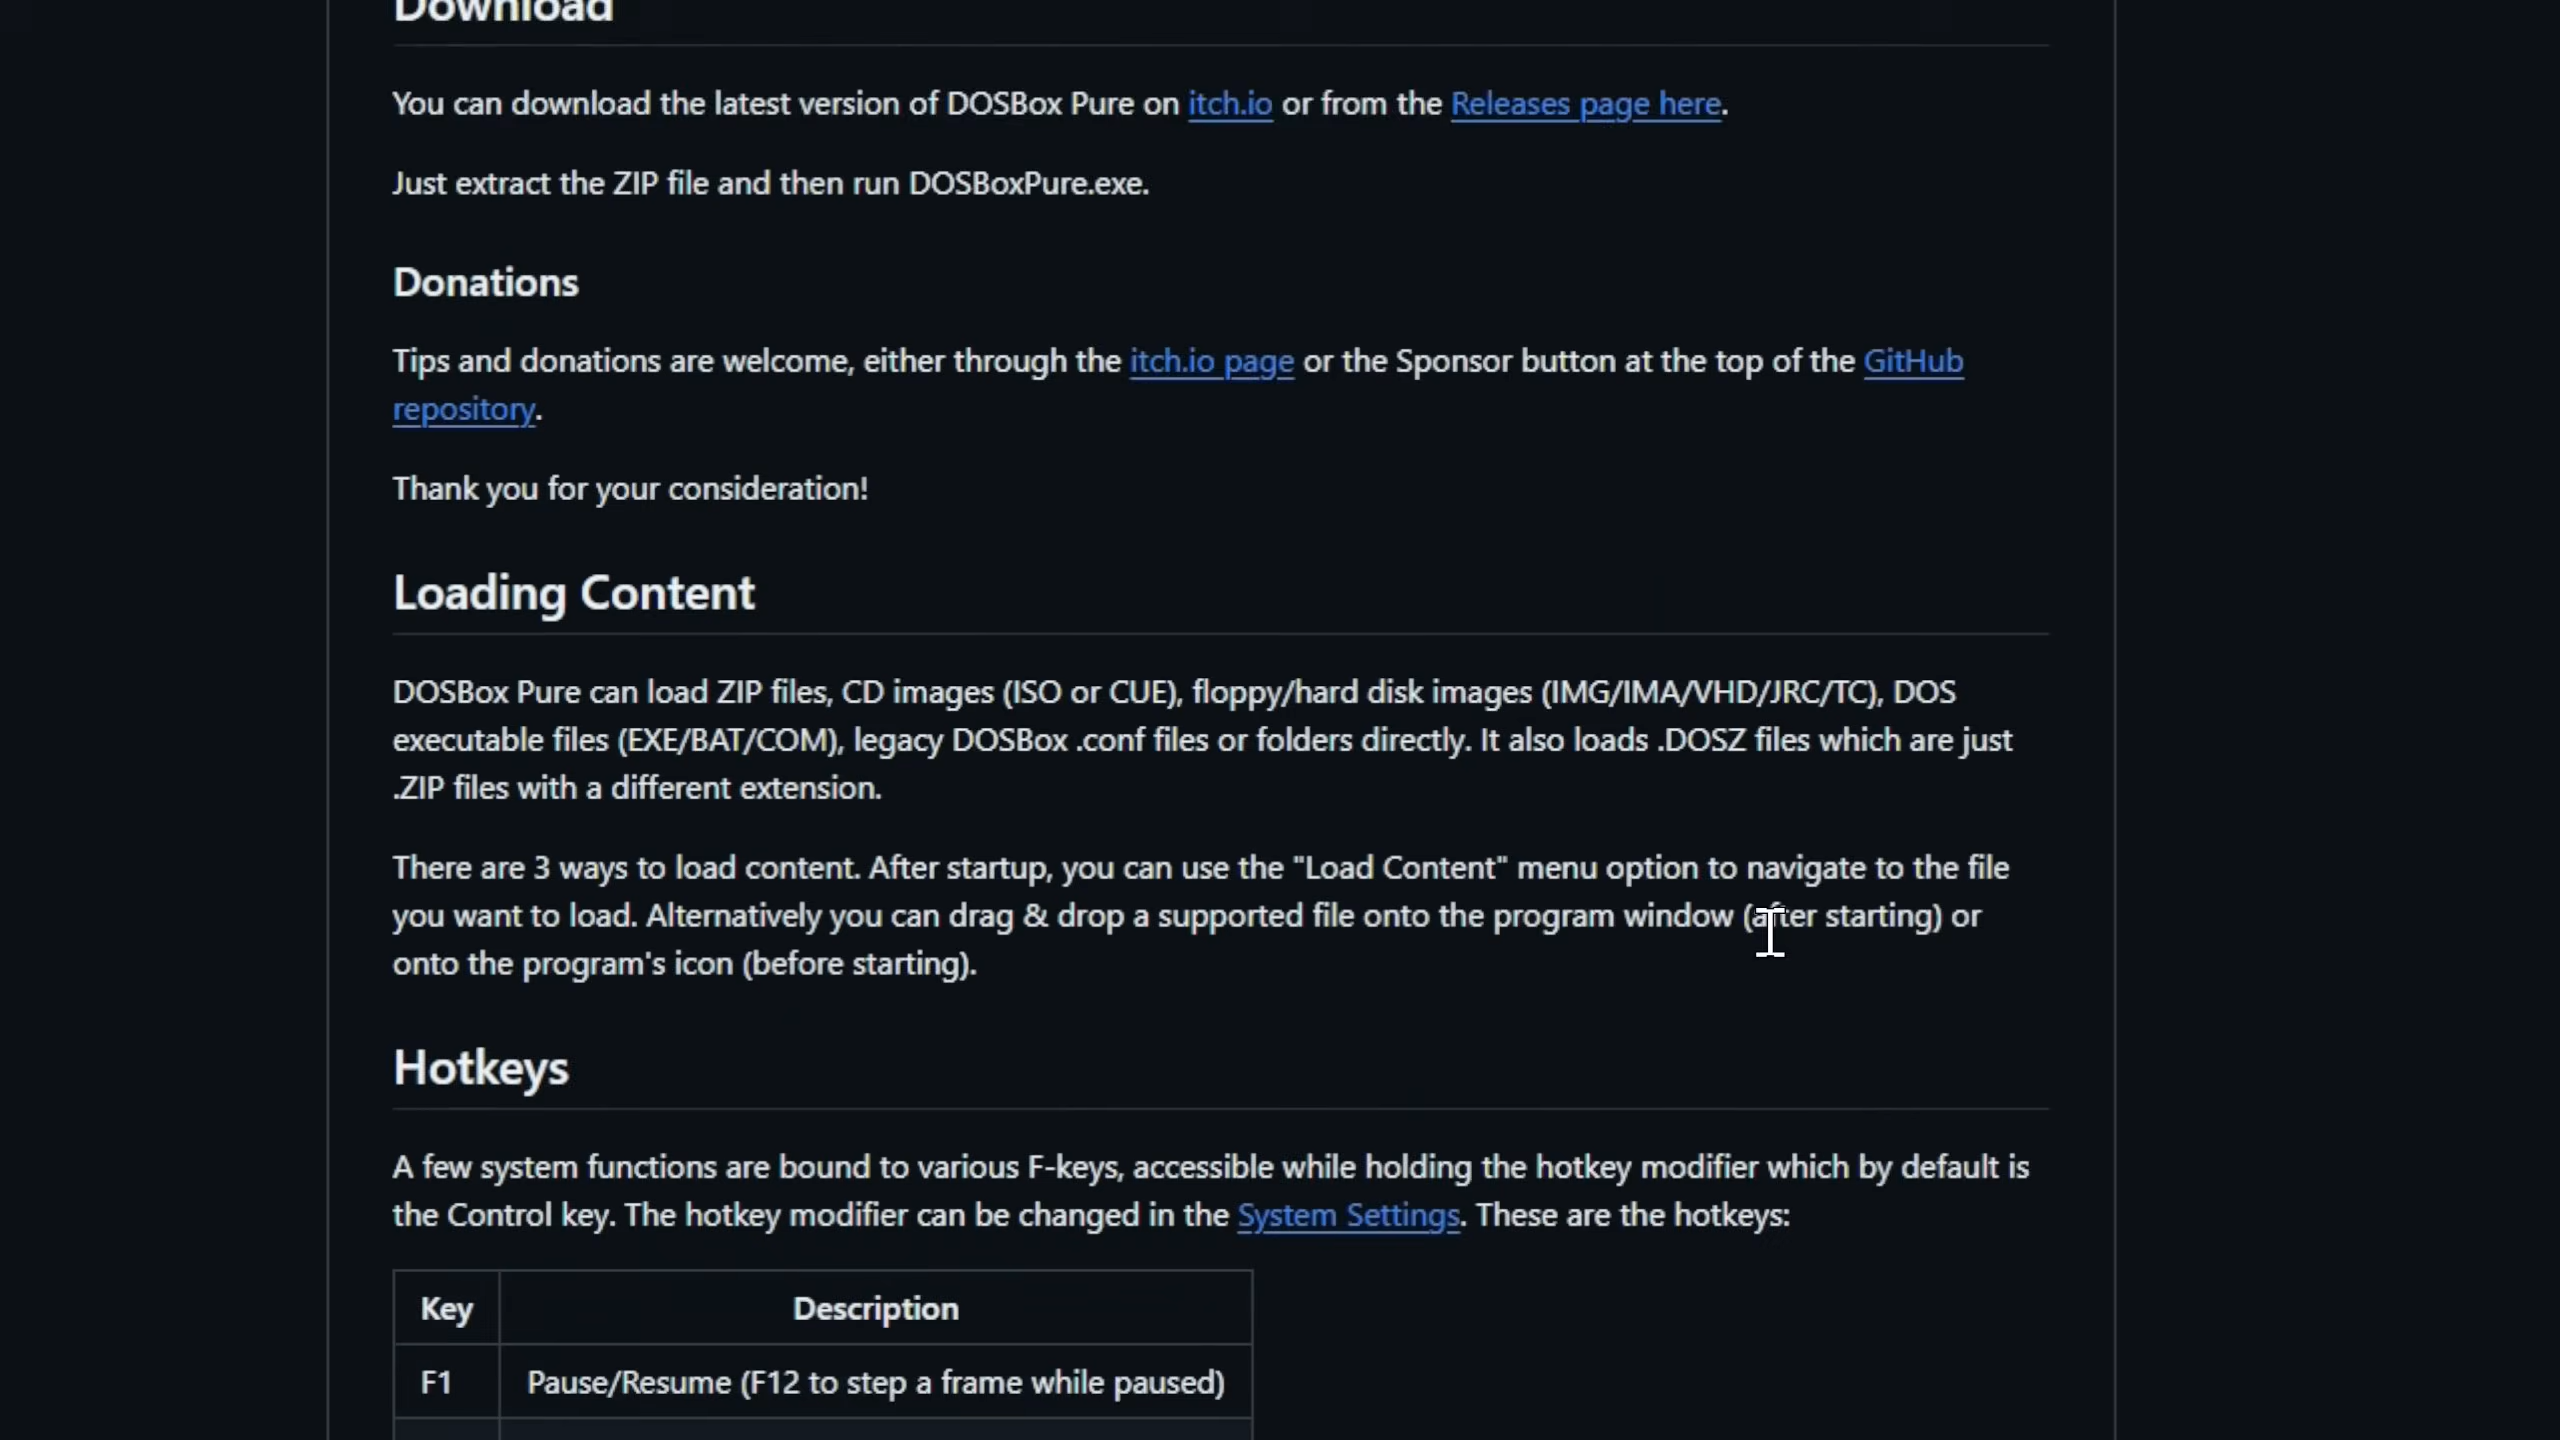 Download
You can download the latest version of DOSBox Pure on itch.io or from the Releases page here.
Just extract the ZIP file and then run DOSBoxPure.exe.
Donations
Tips and donations are welcome, either through the itch.io page or the Sponsor button at the top of the GitHub
repository.
Thank you for your consideration!
Loading Content
DOSBox Pure can load ZIP files, CD images (ISO or CUE), floppy/hard disk images (IMG/IMA/VHD/JRC/TC), DOS
executable files (EXE/BAT/COM), legacy DOSBox .conf files or folders directly. It also loads .DOSZ files which are just
.ZIP files with a different extension.
There are 3 ways to load content. After startup, you can use the "Load Content" menu option to navigate to the file
you want to load. Alternatively you can drag & drop a supported file onto the program window (after starting) or
onto the program's icon (before starting).
Hotkeys
A few system functions are bound to various F-keys, accessible while holding the hotkey modifier which by default is
the Control key. The hotkey modifier can be changed in the System Settings. These are the hotkeys:
Key Description
F1 Pause/Resume (F12 to step a frame while paused)